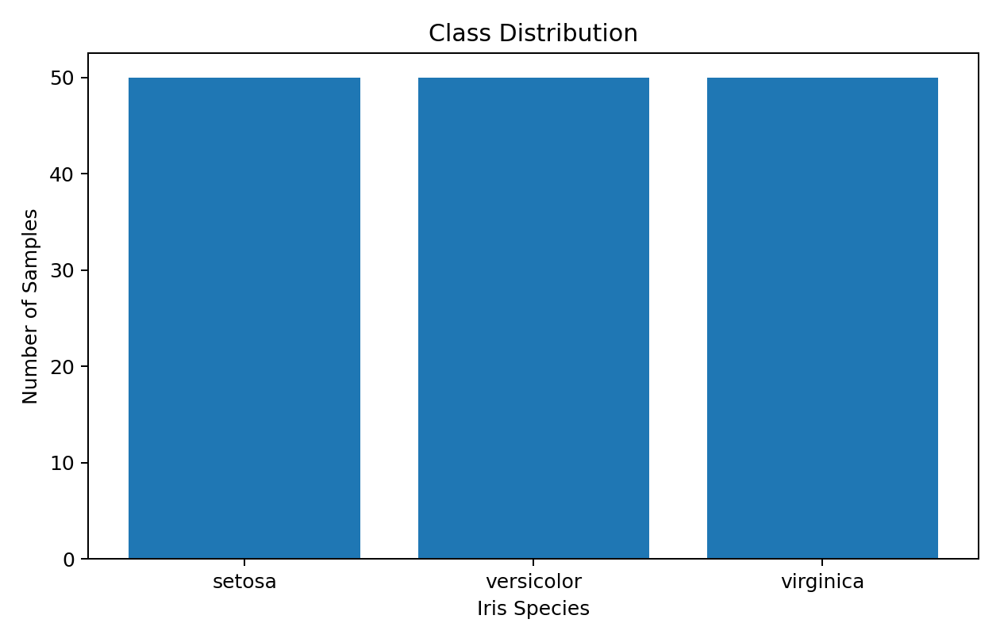 Class Distribution
50
40
30
20
10
0
Number of Samples
setosa versicolor virginica
Iris Species